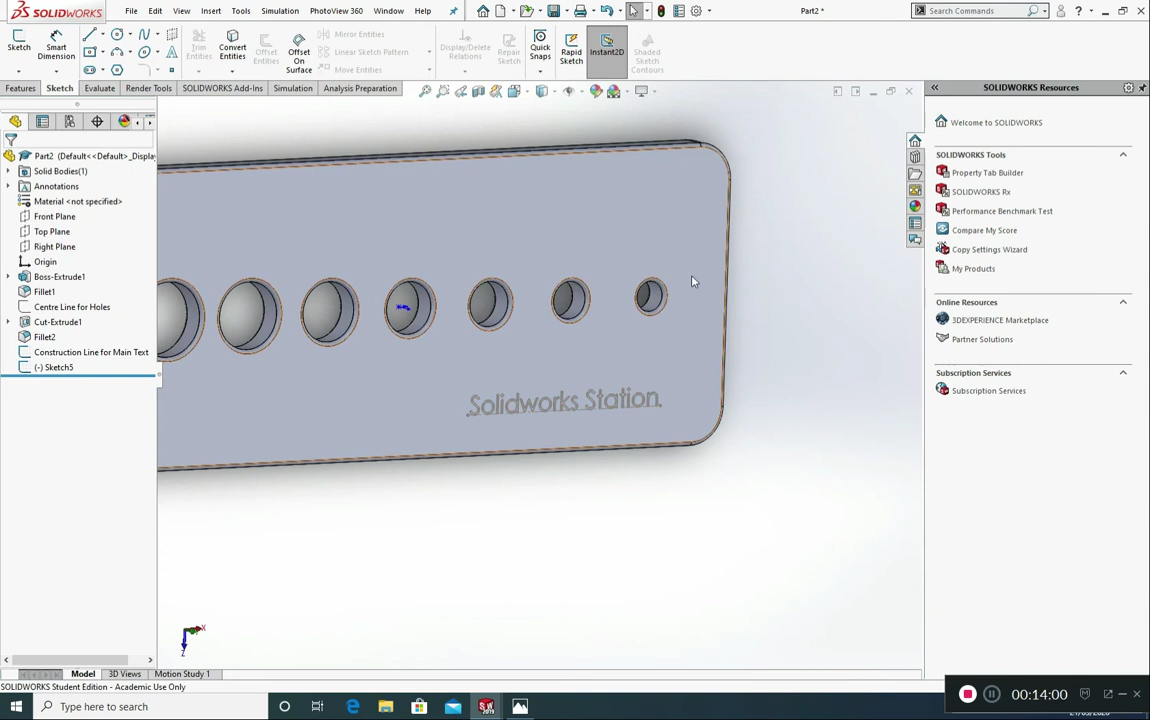 SOLIDWORKS
File
Edit
View
Insert
Tools
Simulation
PhotoView 360
Window
Help
Part2 *
Search Commands
Sketch
Smart Dimension
Trim Entities
Convert Entities
Offset Entities
Offset On Surface
Mirror Entities
Linear Sketch Pattern
Move Entities
Display/Delete Relations
Repair Sketch
Quick Snaps
Rapid Sketch
Instant2D
Shaded Sketch Contours
Features
Sketch
Evaluate
Render Tools
SOLIDWORKS Add-Ins
Simulation
Analysis Preparation
Part2 (Default<<Default>_Displa
Solid Bodies(1)
Annotations
Material <not specified>
Front Plane
Top Plane
Right Plane
Origin
Boss-Extrude1
Fillet1
Centre Line for Holes
Cut-Extrude1
Fillet2
Construction Line for Main Text
(-) Sketch5
Solidworks Station
X
Z
SOLIDWORKS Resources
Welcome to SOLIDWORKS
SOLIDWORKS Tools
Property Tab Builder
SOLIDWORKS Rx
Performance Benchmark Test
Compare My Score
Copy Settings Wizard
My Products
Online Resources
3DEXPERIENCE Marketplace
Partner Solutions
Subscription Services
Subscription Services
Model
3D Views
Motion Study 1
SOLIDWORKS Student Edition - Academic Use Only
Type here to search
00:14:00